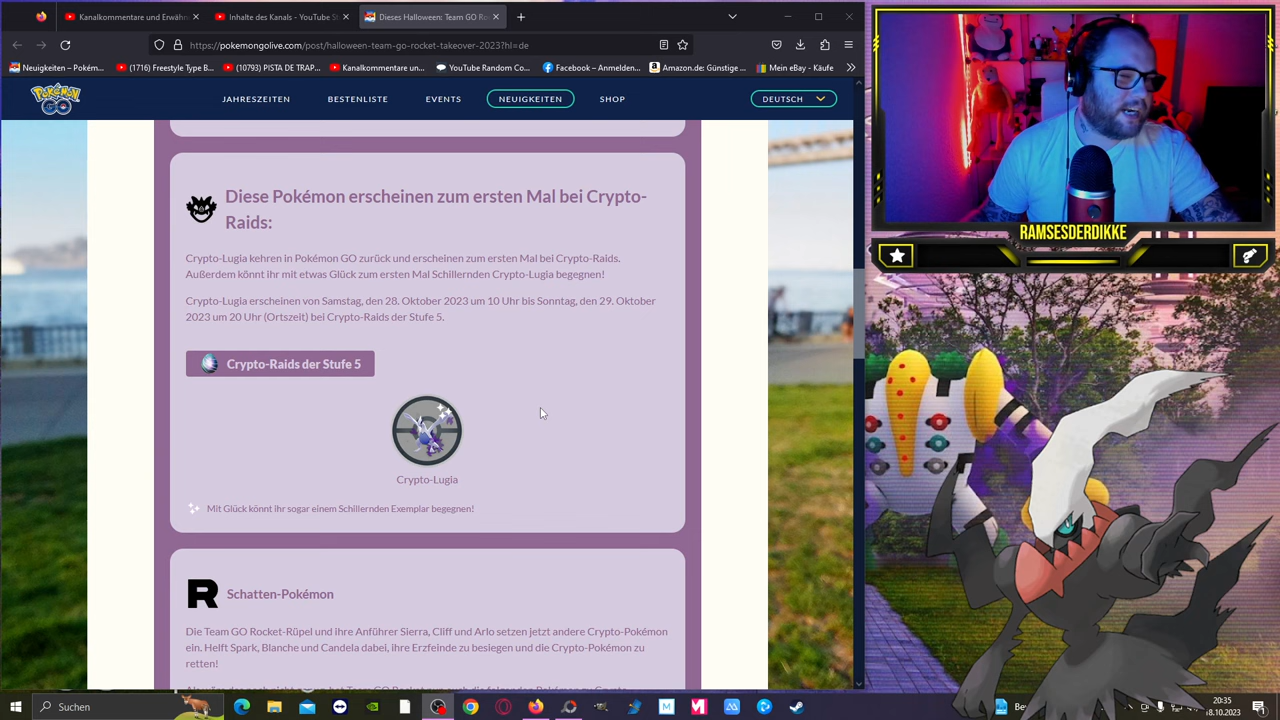 Kalkommentare und Erwähn
Inhalte des Kanals - YouTube St
Dieses Halloween: Team GO Ro
https://pokemongolive.com/post/halloween-team-go-rocket-takeover-2023?hl=de
Neuigkeiten – Pokém...
(1716) Freestyle Type B...
(10793) PISTA DE TRAP...
Kanalkommentare un...
YouTube Random Co...
Facebook – Anmelden...
Amazon.de: Günstige ...
Mein eBay - Käufe
POKÉMON GO
JAHRESZEITEN
BESTENLISTE
EVENTS
NEUIGKEITEN
SHOP
DEUTSCH
Diese Pokémon erscheinen zum ersten Mal bei Crypto-
Raids:
Crypto-Lugia kehren in Pokémon GO zurück und erscheinen zum ersten Mal bei Crypto-Raids.
Außerdem könnt ihr mit etwas Glück zum ersten Mal Schillernden Crypto-Lugia begegnen!
Crypto-Lugia erscheinen von Samstag, den 28. Oktober 2023 um 10 Uhr bis Sonntag, den 29. Oktober
2023 um 20 Uhr (Ortszeit) bei Crypto-Raids der Stufe 5.
Crypto-Raids der Stufe 5
Crypto-Lugia
Mit Glück könnt ihr sogar einem Schillernden Exemplar begegnen!
R
Schatten-Pokémon
Die Team GO Rocket-Rüpel und ihre Anführer Sierra, Cliff und Arlo setzen jetzt andere Crypto-Pokémon
ein. Helft Spark, Blanche und Candela dabei, ihre Erzfeinde zu besiegen und die Crypto-Pokémon zu
retten!
RAMSESDERDIKKE
Suchen
20:35
18.10.2023